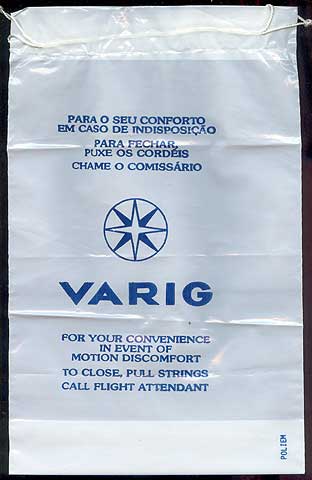 PARA O SEU CONFORTO
EM CASO DE INDISPOSIÇÃO
PARA FECHAR,
PUXE OS CORDÉIS
CHAME O COMISSÁRIO
VARIG
FOR YOUR CONVENIENCE
IN EVENT OF
MOTION DISCOMFORT
TO CLOSE, PULL STRINGS
CALL FLIGHT ATTENDANT
POLIEM